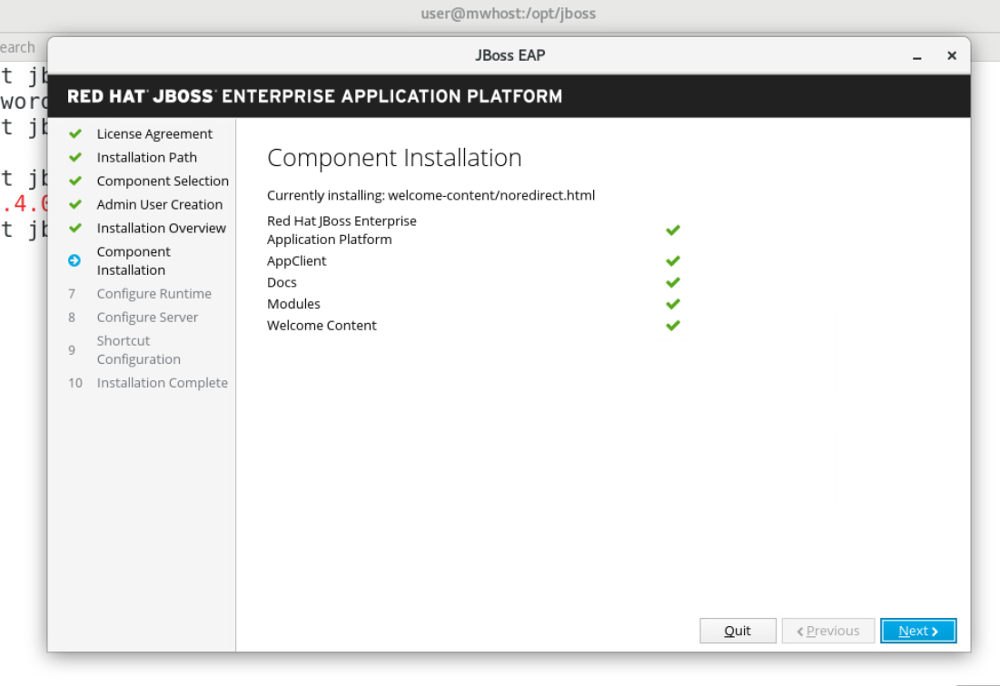 user@mwhost:/opt/jboss
earch
JBoss EAP
t jb
word
t jb
t jb
.4.0
t jb
RED HAT JBOSS ENTERPRISE APPLICATION PLATFORM
License Agreement
Installation Path
Component Selection
Admin User Creation
Installation Overview
Component
Installation
7 Configure Runtime
8 Configure Server
9 Shortcut
Configuration
10 Installation Complete
Component Installation
Currently installing: welcome-content/noredirect.html
Red Hat JBoss Enterprise
Application Platform
AppClient
Docs
Modules
Welcome Content
Quit
Previous
Next